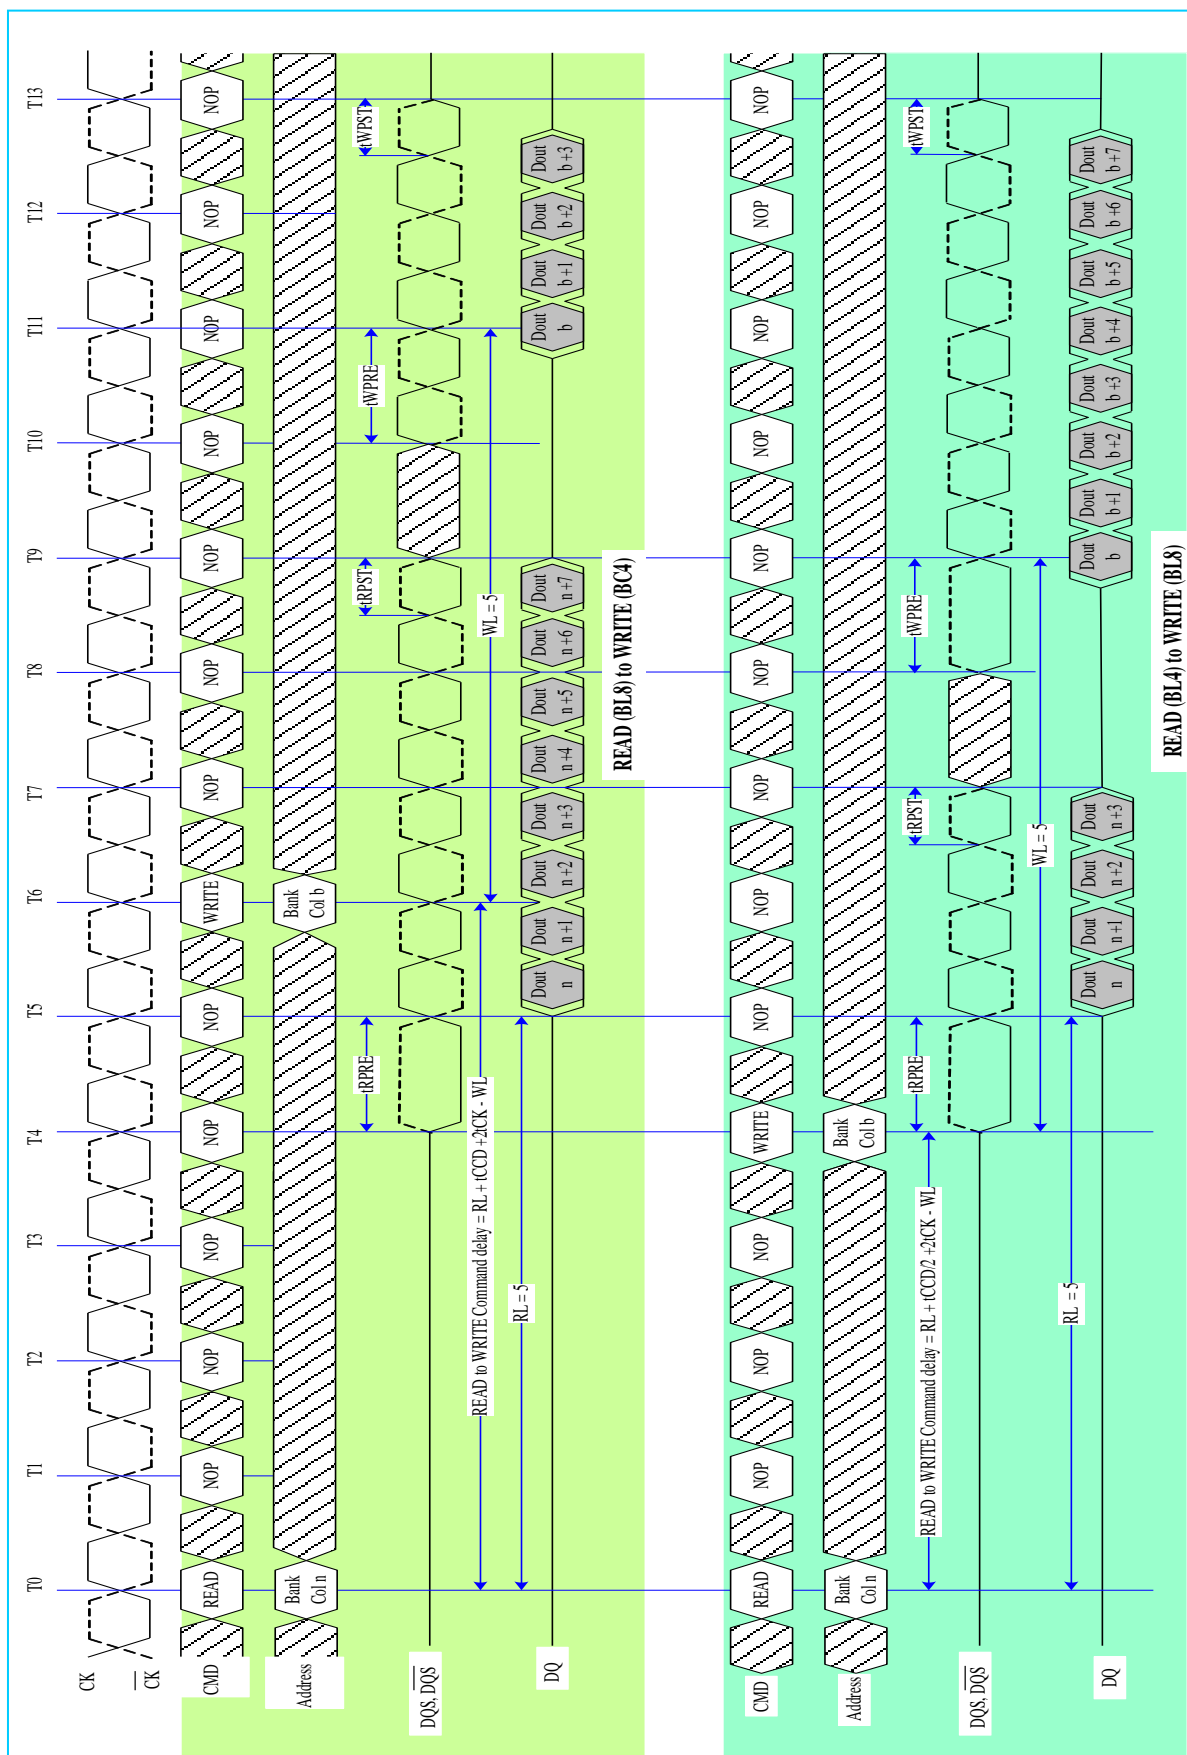 T0 T1 T2 T3 T4 T5 T6 T7 T8 T9 T10 T11 T12 T13
CK
CK
CMD READ NOP NOP NOP NOP NOP WRITE NOP NOP NOP NOP NOP NOP NOP
Address
Bank
Col n
Bank
Col b
tRPRE tRPST tWPRE tWPST
DQS, DQS
READ to WRITE Command delay = RL + tCCD +2tCK - WL
WL = 5
RL = 5
DQ
Dout
n
Dout
n+1
Dout
n+2
Dout
n+3
Dout
n+4
Dout
n+5
Dout
n+6
Dout
n+7
Dout
b
Dout
b+1
Dout
b+2
Dout
b+3
READ (BL8) to WRITE (BC4)
CMD READ NOP NOP NOP WRITE NOP NOP NOP NOP NOP NOP NOP NOP NOP
Address
Bank
Col n
Bank
Col b
tRPRE tRPST tWPRE tWPST
READ to WRITE Command delay = RL + tCCD/2 +2tCK - WL
DQS, DQS
WL = 5
RL = 5
DQ
Dout
n
Dout
n+1
Dout
n+2
Dout
n+3
Dout
b
Dout
b+1
Dout
b+2
Dout
b+3
Dout
b+4
Dout
b+5
Dout
b+6
Dout
b+7
READ (BL4) to WRITE (BL8)